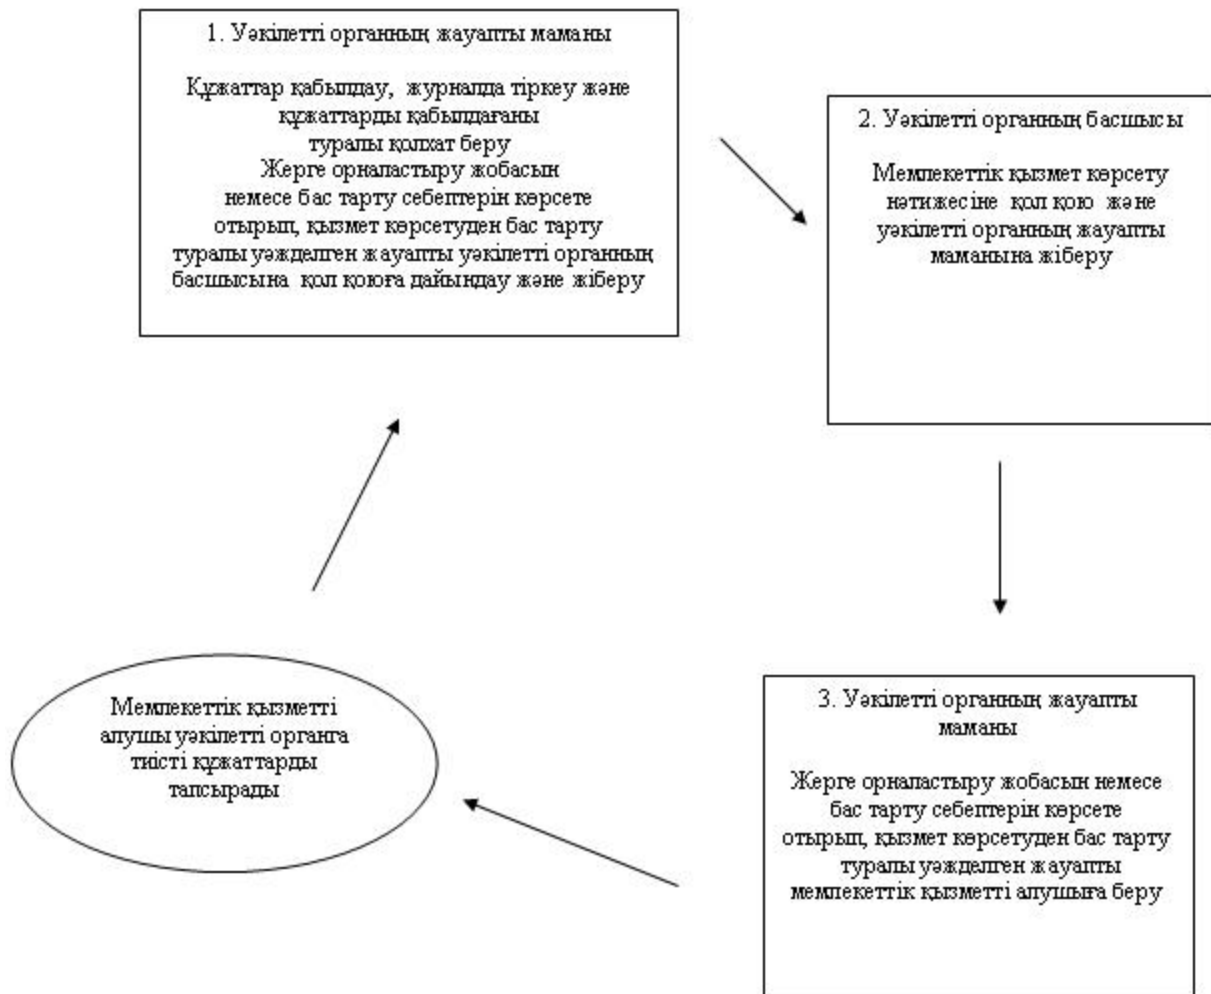 1. Уәкілетті органның жауапты маманы
Құжаттар қабылдау, журналда тіркеу және
құжаттарды қабылдағаны
туралы қолхат беру
Жерге орналастыру жобасын
немесе бас тарту себептерін көрсете
отырып, қызмет көрсетуден бас тарту
туралы уәжделген жауапты уәкілетті органның
басшысына қол қоюға дайындау және жіберу
2. Уәкілетті органның басшысы
Мемлекеттік қызмет көрсету
нәтижесіне қол қою және
уәкілетті органның жауапты
маманына жіберу
3. Уәкілетті органның жауапты
маманы
Жерге орналастыру жобасын немесе
бас тарту себептерін көрсете
отырып, қызмет көрсетуден бас тарту
туралы уәжделген жауапты
мемлекеттік қызметті алушыға беру
Мемлекеттік қызметті
алушы уәкілетті органга
тиісті құжаттарды
тапсырады